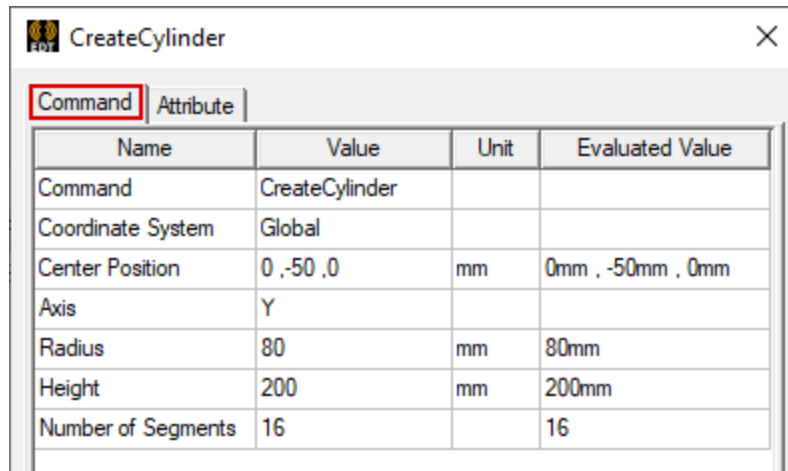 EDT CreateCylinder
Command Attribute
Name Value Unit Evaluated Value
Command CreateCylinder
Coordinate System Global
Center Position 0 ,-50 ,0 mm 0mm , -50mm , 0mm
Axis Y
Radius 80 mm 80mm
Height 200 mm 200mm
Number of Segments 16 16